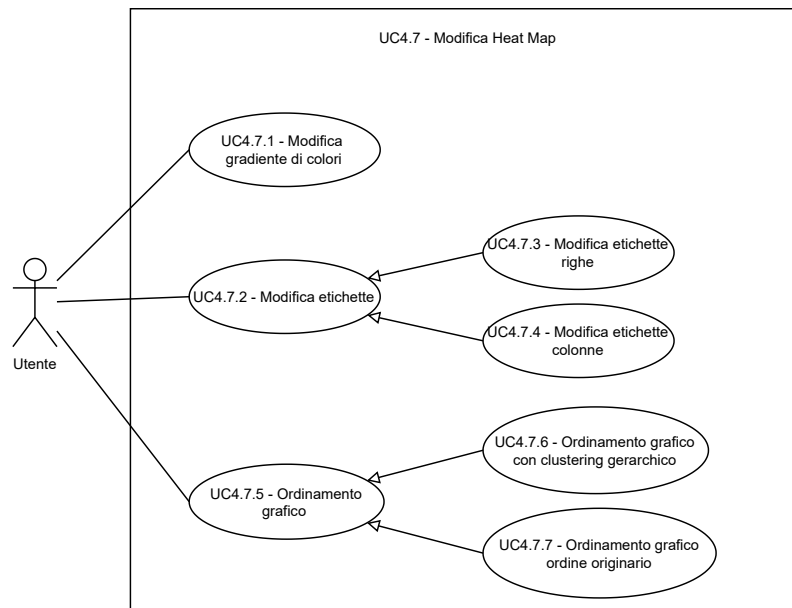 UC4.7 - Modifica Heat Map
UC4.7.1 - Modifica
gradiente di colori
UC4.7.3 - Modifica etichette
righe
UC4.7.2 - Modifica etichette
UC4.7.4 - Modifica etichette
colonne
Utente
UC4.7.6 - Ordinamento grafico
con clustering gerarchico
UC4.7.5 - Ordinamento
grafico
UC4.7.7 - Ordinamento grafico
ordine originario